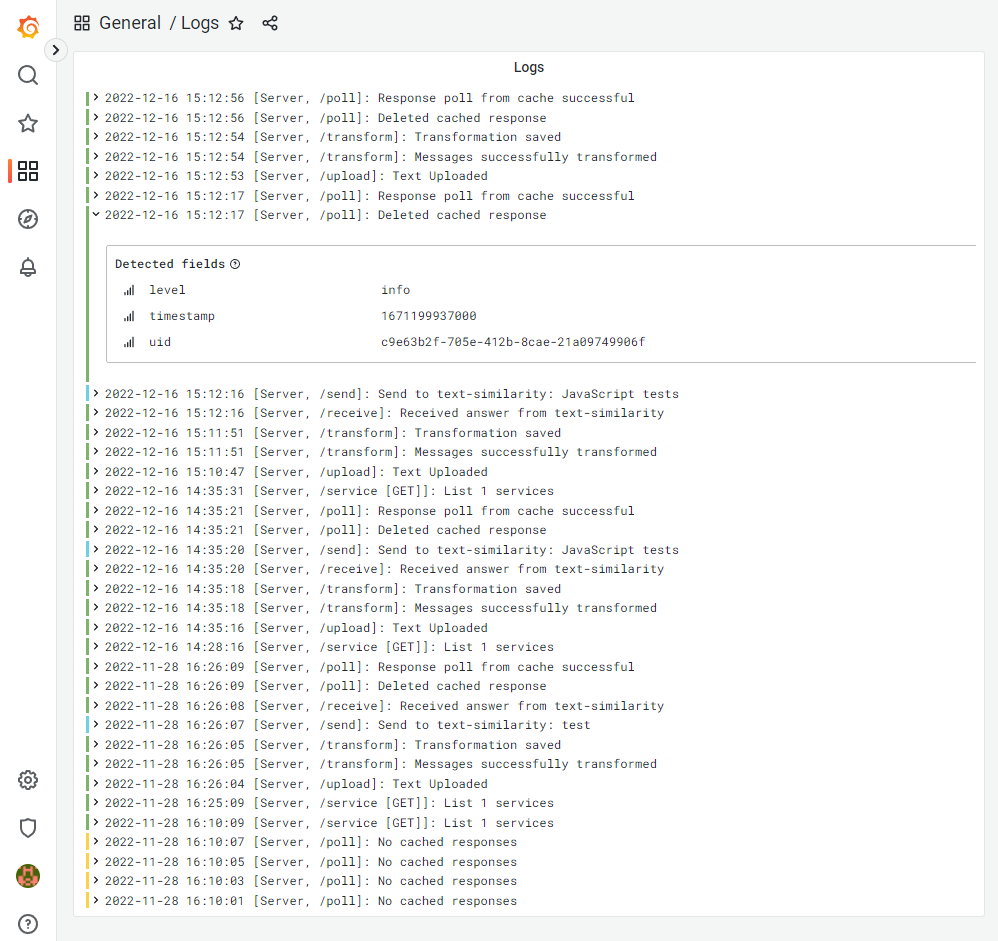 General / Logs
Logs
2022-12-16 15:12:56 [Server, /poll]: Response poll from cache successful
2022-12-16 15:12:56 [Server, /poll]: Deleted cached response
2022-12-16 15:12:54 [Server, /transform]: Transformation saved
2022-12-16 15:12:54 [Server, /transform]: Messages successfully transformed
2022-12-16 15:12:53 [Server, /upload]: Text Uploaded
2022-12-16 15:12:17 [Server, /poll]: Response poll from cache successful
2022-12-16 15:12:17 [Server, /poll]: Deleted cached response
Detected fields
level info
timestamp 1671199937000
uid c9e63b2f-705e-412b-8cae-21a09749906f
2022-12-16 15:12:16 [Server, /send]: Send to text-similarity: JavaScript tests
2022-12-16 15:12:16 [Server, /receive]: Received answer from text-similarity
2022-12-16 15:11:51 [Server, /transform]: Transformation saved
2022-12-16 15:11:51 [Server, /transform]: Messages successfully transformed
2022-12-16 15:10:47 [Server, /upload]: Text Uploaded
2022-12-16 14:35:31 [Server, /service [GET]]: List 1 services
2022-12-16 14:35:21 [Server, /poll]: Response poll from cache successful
2022-12-16 14:35:21 [Server, /poll]: Deleted cached response
2022-12-16 14:35:20 [Server, /send]: Send to text-similarity: JavaScript tests
2022-12-16 14:35:20 [Server, /receive]: Received answer from text-similarity
2022-12-16 14:35:18 [Server, /transform]: Transformation saved
2022-12-16 14:35:18 [Server, /transform]: Messages successfully transformed
2022-12-16 14:35:16 [Server, /upload]: Text Uploaded
2022-12-16 14:28:16 [Server, /service [GET]]: List 1 services
2022-11-28 16:26:09 [Server, /poll]: Response poll from cache successful
2022-11-28 16:26:09 [Server, /poll]: Deleted cached response
2022-11-28 16:26:08 [Server, /receive]: Received answer from text-similarity
2022-11-28 16:26:07 [Server, /send]: Send to text-similarity: test
2022-11-28 16:26:05 [Server, /transform]: Transformation saved
2022-11-28 16:26:05 [Server, /transform]: Messages successfully transformed
2022-11-28 16:26:04 [Server, /upload]: Text Uploaded
2022-11-28 16:25:09 [Server, /service [GET]]: List 1 services
2022-11-28 16:10:09 [Server, /service [GET]]: List 1 services
2022-11-28 16:10:07 [Server, /poll]: No cached responses
2022-11-28 16:10:05 [Server, /poll]: No cached responses
2022-11-28 16:10:03 [Server, /poll]: No cached responses
2022-11-28 16:10:01 [Server, /poll]: No cached responses